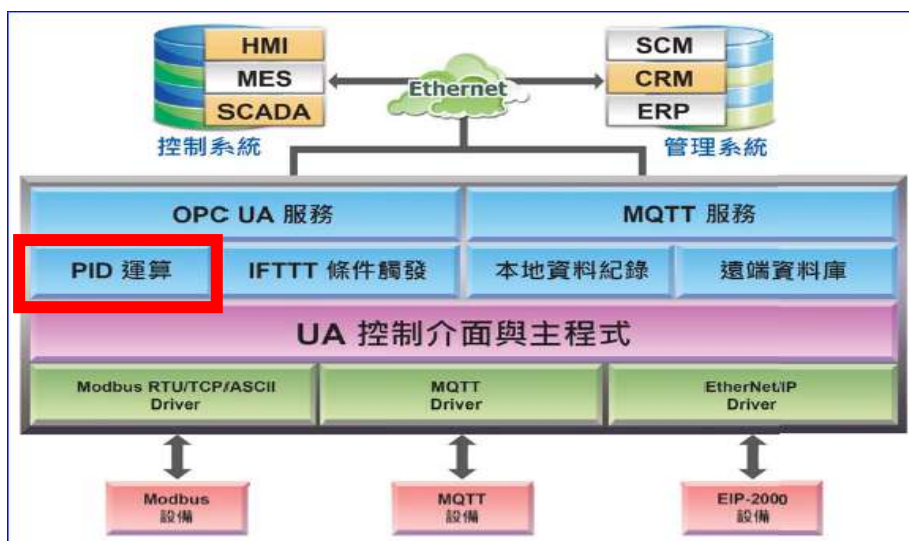 HMI
MES
SCADA
控制系統
Ethernet
SCM
CRM
ERP
管理系統
OPC UA 服務
MQTT 服務
PID 運算
IFTTT 條件觸發
本地資料紀錄
遠端資料庫
UA 控制介面與主程式
Modbus RTU/TCP/ASCII
Driver
MQTT
Driver
EtherNet/IP
Driver
Modbus
設備
MQTT
設備
EIP-2000
設備